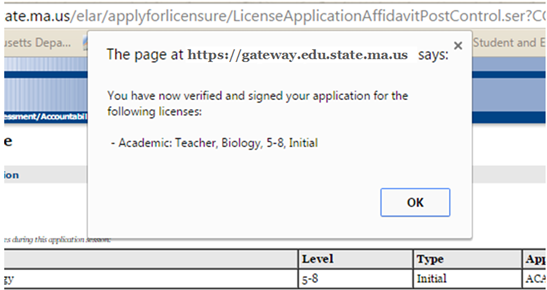 ate.ma.us/elar/applyforlicensure/LicenseApplicationAffidavitPostControl.ser?CC
usetts Depa...
Student and E
The page at https://gateway.edu.state.ma.us says:
You have now verified and signed your application for the
following licenses:
- Academic: Teacher, Biology, 5-8, Initial
OK
essment/Accountabil
e
ion
es during this application session.
Level Type App
gy 5-8 Initial ACA